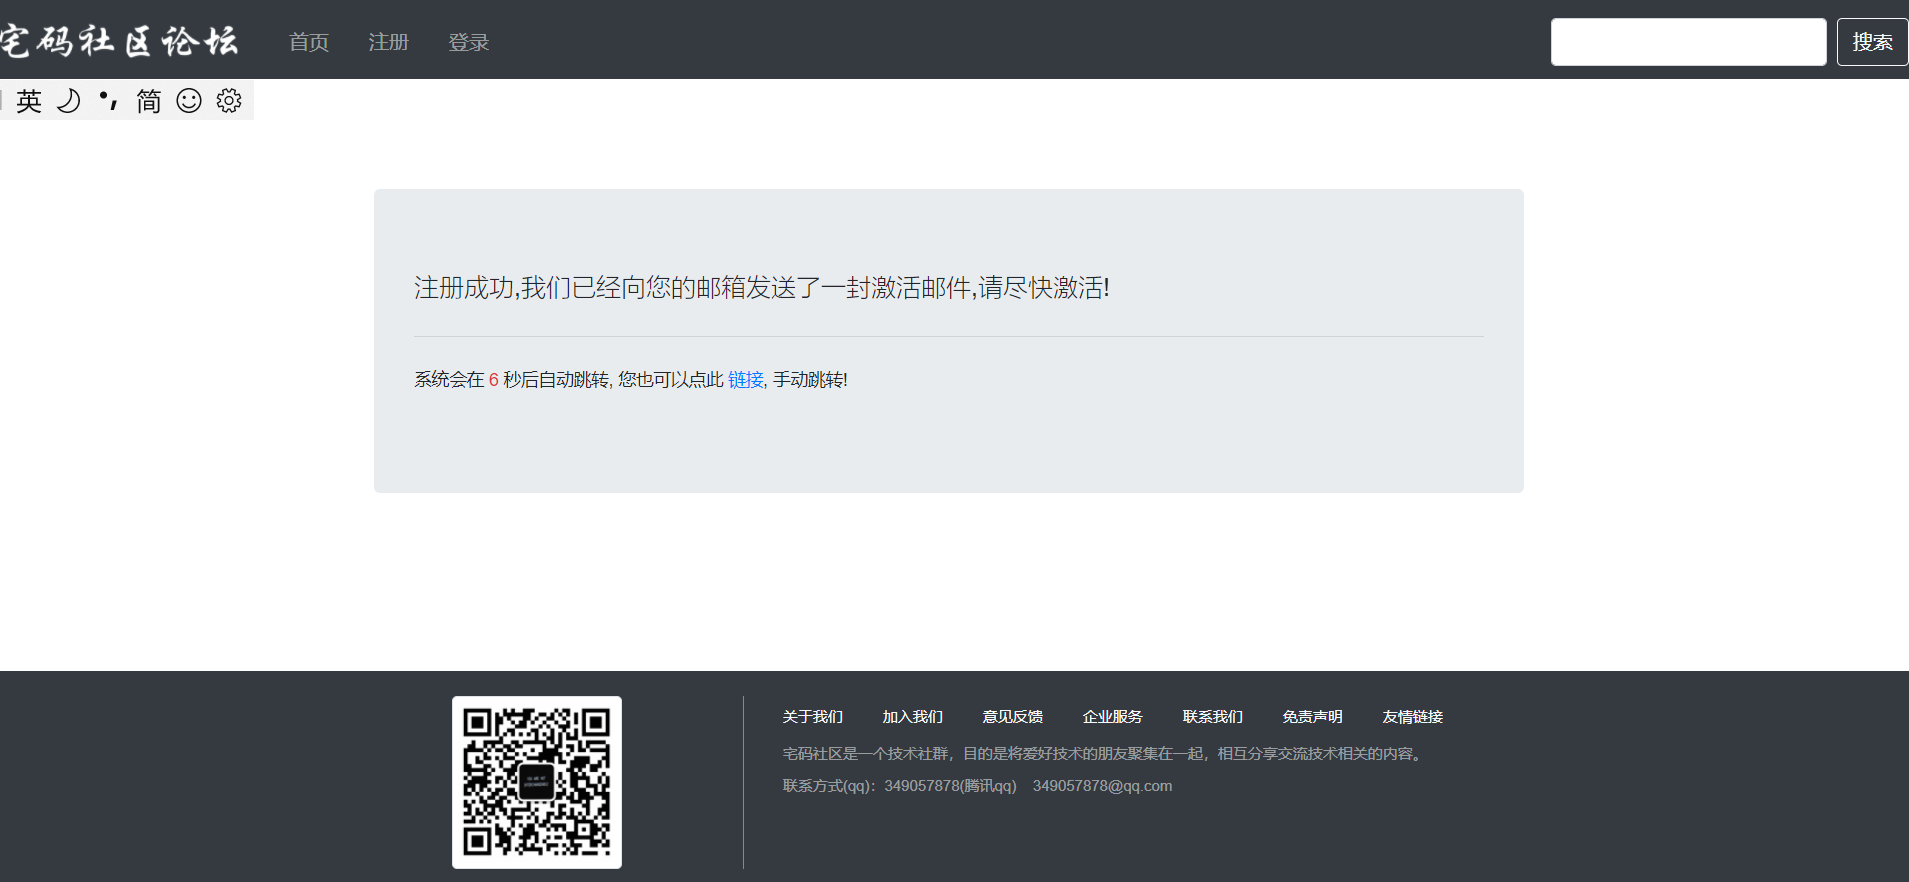 宅码社区论坛 首页 注册 登录 搜索
英 简
注册成功,我们已经向您的邮箱发送了一封激活邮件,请尽快激活!
系统会在 6 秒后自动跳转, 您也可以点此 链接, 手动跳转!
关于我们 加入我们 意见反馈 企业服务 联系我们 免责声明 友情链接
宅码社区是一个技术社群，目的是将爱好技术的朋友聚集在一起，相互分享交流技术相关的内容。
联系方式(qq)：349057878(腾讯qq) 349057878@qq.com